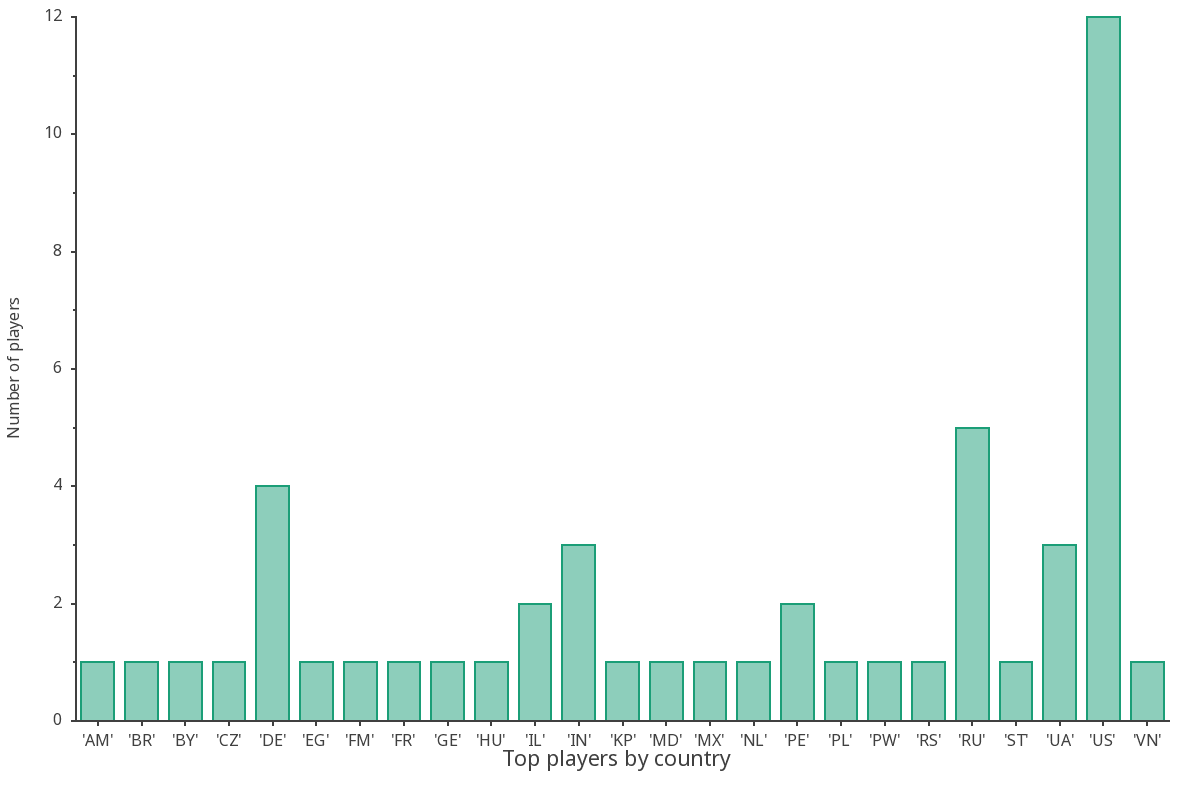 12
10
8
6
4
2
0
Number of players
'AM' 'BR' 'BY' 'CZ' 'DE' 'EG' 'FM' 'FR' 'GE' 'HU' 'IL' 'IN' 'KP' 'MD' 'MX' 'NL' 'PE' 'PL' 'PW' 'RS' 'RU' 'ST' 'UA' 'US' 'VN'
Top players by country